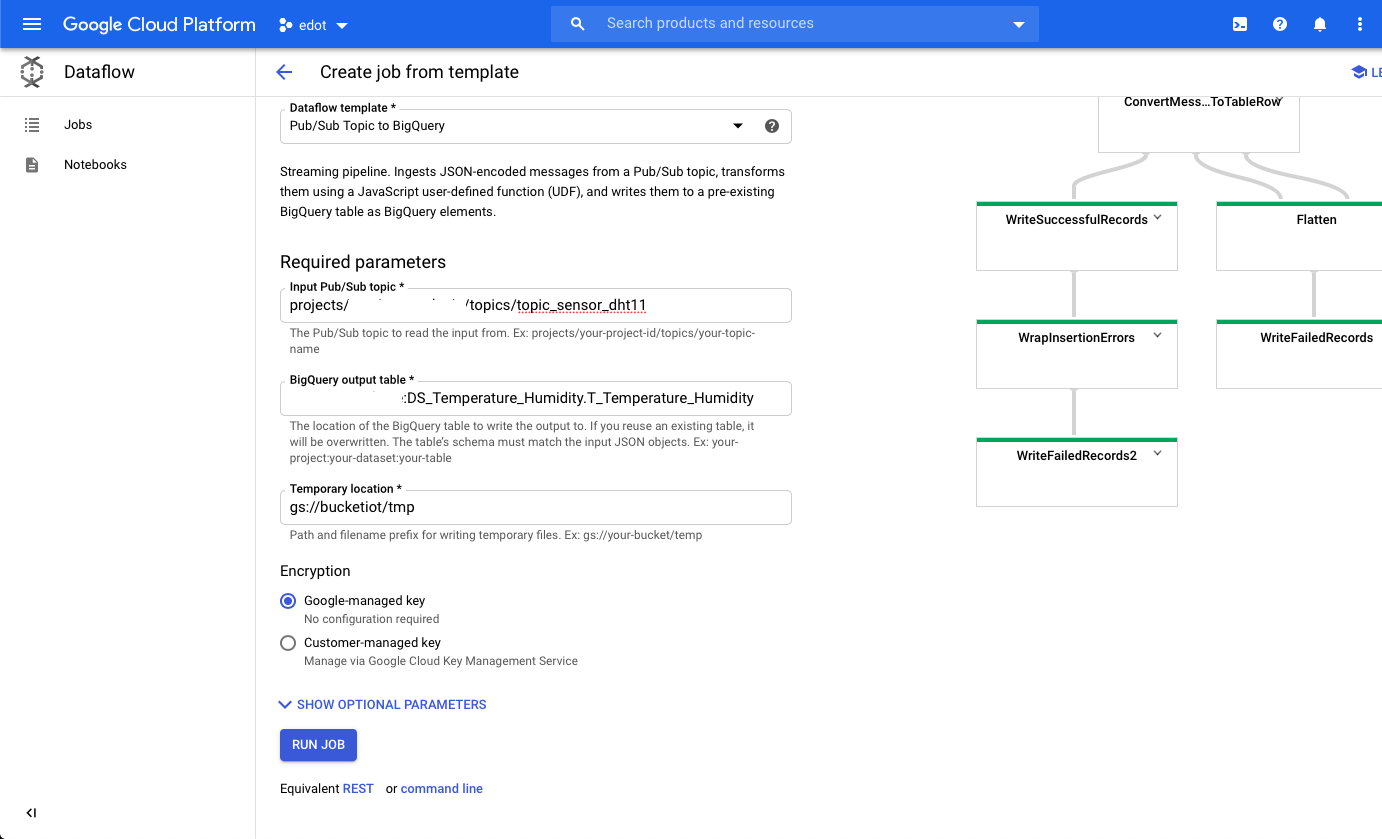 Google Cloud Platform
edot
Search products and resources
Dataflow
Create job from template
LE
Jobs
Notebooks
Dataflow template *
Pub/Sub Topic to BigQuery
Streaming pipeline. Ingests JSON-encoded messages from a Pub/Sub topic, transforms
them using a JavaScript user-defined function (UDF), and writes them to a pre-existing
BigQuery table as BigQuery elements.
Required parameters
Input Pub/Sub topic *
projects/ /topics/topic_sensor_dht11
The Pub/Sub topic to read the input from. Ex: projects/your-project-id/topics/your-topic-
name
BigQuery output table *
:DS_Temperature_Humidity.T_Temperature_Humidity
The location of the BigQuery table to write the output to. If you reuse an existing table, it
will be overwritten. The table's schema must match the input JSON objects. Ex: your-
project:your-dataset:your-table
Temporary location *
gs://bucketiot/tmp
Path and filename prefix for writing temporary files. Ex: gs://your-bucket/temp
Encryption
Google-managed key
No configuration required
Customer-managed key
Manage via Google Cloud Key Management Service
SHOW OPTIONAL PARAMETERS
RUN JOB
Equivalent REST or command line
ConvertMess...ToTableRow
WriteSuccessfulRecords
Flatten
WrapInsertionErrors
WriteFailedRecords
WriteFailedRecords2